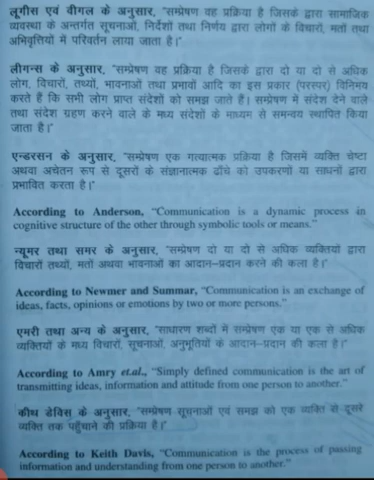 लूगीस एवं वीगल के अनुसार, "सम्प्रेषण वह प्रक्रिया है जिसके द्वारा सामाजिक
व्यवस्था के अन्तर्गत सूचनाओं, निर्देशों तथा निर्णय द्वारा लोगों के विचारों, मतों तथा
अभिवृत्तियों में परिवर्तन लाया जाता है।"
लीगन्स के अनुसार, "सम्प्रेषण वह प्रक्रिया है जिसके द्वारा दो या दो से अधिक
लोग, विचारों, तथ्यों, भावनाओं तथा प्रभावों आदि का इस प्रकार (परस्पर) विनिमय
करते हैं कि सभी लोग प्राप्त संदेशों को समझ जाते हैं। सम्प्रेषण में संदेश देने वाले
तथा संदेश ग्रहण करने वाले के मध्य संदेशों के माध्यम से समन्वय स्थापित किया
जाता है।"
एन्डरसन के अनुसार, "सम्प्रेषण एक गत्यात्मक प्रक्रिया है जिसमें व्यक्ति चेष्टा
अथवा अचेतन रूप से दूसरों के संज्ञानात्मक ढाँचे को उपकरणों या साधनों द्वारा
प्रभावित करता है।"
According to Anderson, "Communication is a dynamic process in
cognitive structure of the other through symbolic tools or means."
न्यूमर तथा समर के अनुसार, "सम्प्रेषण दो या दो से अधिक व्यक्तियों द्वारा
विचारों तथ्यों, मतों अथवा भावनाओं का आदान-प्रदान करने की कला है।"
According to Newmer and Summar, "Communication is an exchange of
ideas, facts, opinions or emotions by two or more persons."
एमरी तथा अन्य के अनुसार, "साधारण शब्दों में सम्प्रेषण एक या एक से अधिक
व्यक्तियों के मध्य विचारों, सूचनाओं, अनुभूतियों के आदान-प्रदान की कला है।"
According to Amry et.al., "Simply defined communication is the art of
transmitting ideas, information and attitude from one person to another."
कीथ डेविस के अनुसार, "सम्प्रेषण सूचनाओं एवं समझ को एक व्यक्ति से दूसरे
व्यक्ति तक पहुँचाने की प्रक्रिया है।"
According to Keith Davis, "Communication is the process of passing
information and understanding from one person to another."